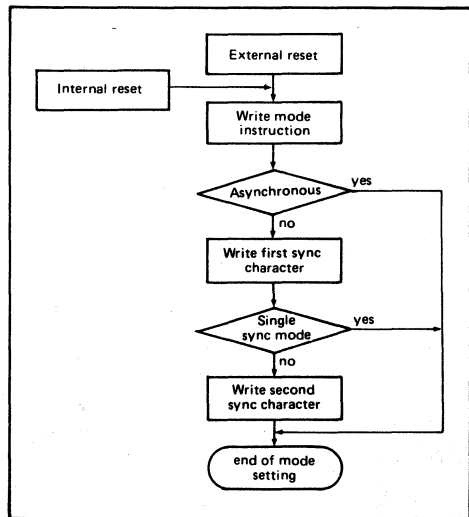 External reset
Internal reset
Write mode
instruction
Asynchronous
yes
no
Write first sync
character
Single
sync mode
yes
no
Write second
sync character
end of mode
setting